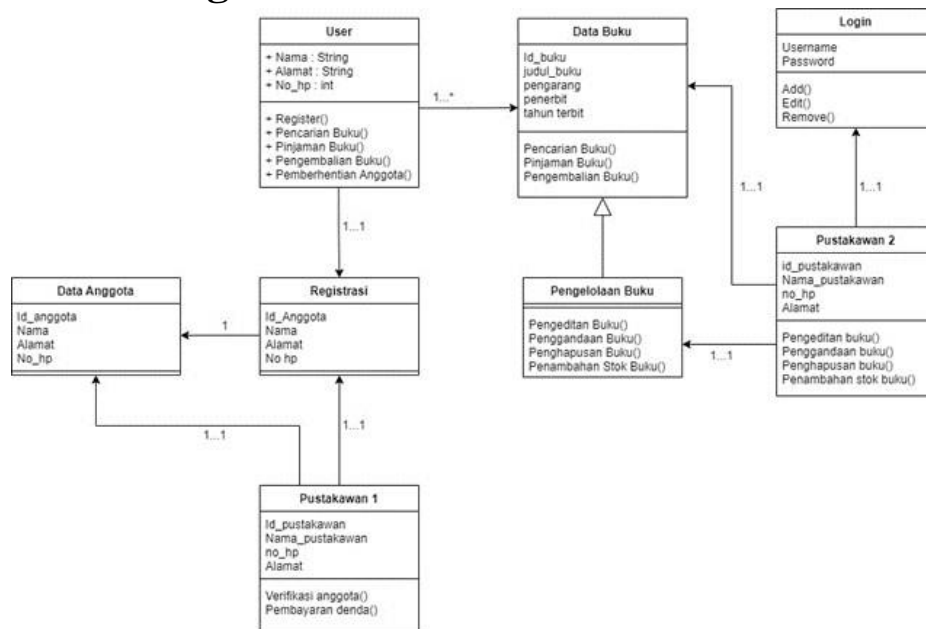 User
+ Nama : String
+ Alamat : String
+ No_hp : int
+ Register()
+ Pencarian Buku()
+ Pinjaman Buku()
+ Pengembalian Buku()
+ Pemberhentian Anggota()
1...*
Data Buku
Id_buku
judul_buku
pengarang
penerbit
tahun terbit
Pencarian Buku()
Pinjaman Buku()
Pengembalian Buku()
Login
Username
Password
Add()
Edit()
Remove()
1...1
1...1
1...1
Data Anggota
Id_anggota
Nama
Alamat
No_hp
1
Registrasi
Id_Anggota
Nama
Alamat
No hp
Pengelolaan Buku
Pengeditan Buku()
Penggandaan Buku()
Penghapusan Buku()
Penambahan Stok Buku()
1...1
Pustakawan 2
id_pustakawan
Nama_pustakawan
no_hp
Alamat
Pengeditan buku()
Penggandaan buku()
Penghapusan buku()
Penambahan stok buku()
1...1
1...1
Pustakawan 1
Id_pustakawan
Nama_pustakawan
no_hp
Alamat
Verifikasi anggota()
Pembayaran denda()